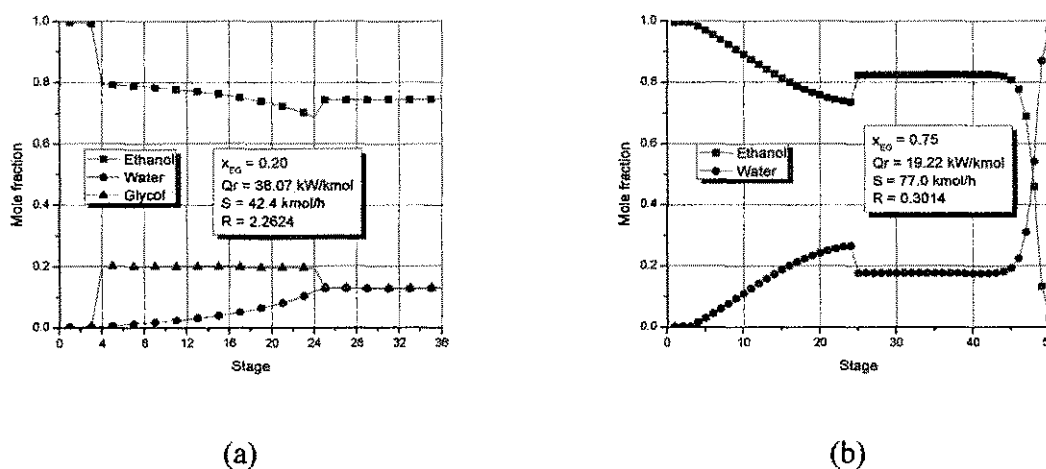 1.0
0.8
0.6
0.4
0.2
0.0
Mole fraction
Ethanol
Water
Glycol
x_EG = 0.20
Qr = 38.07 kW/kmol
S = 42.4 kmol/h
R = 2.2624
0 4 8 12 16 20 24 28 32 36
Stage
(a)
1.0
0.8
0.6
0.4
0.2
0.0
Mole fraction
Ethanol
Water
x_EG = 0.75
Qr = 19.22 kW/kmol
S = 77.0 kmol/h
R = 0.3014
0 10 20 30 40
Stage
(b)